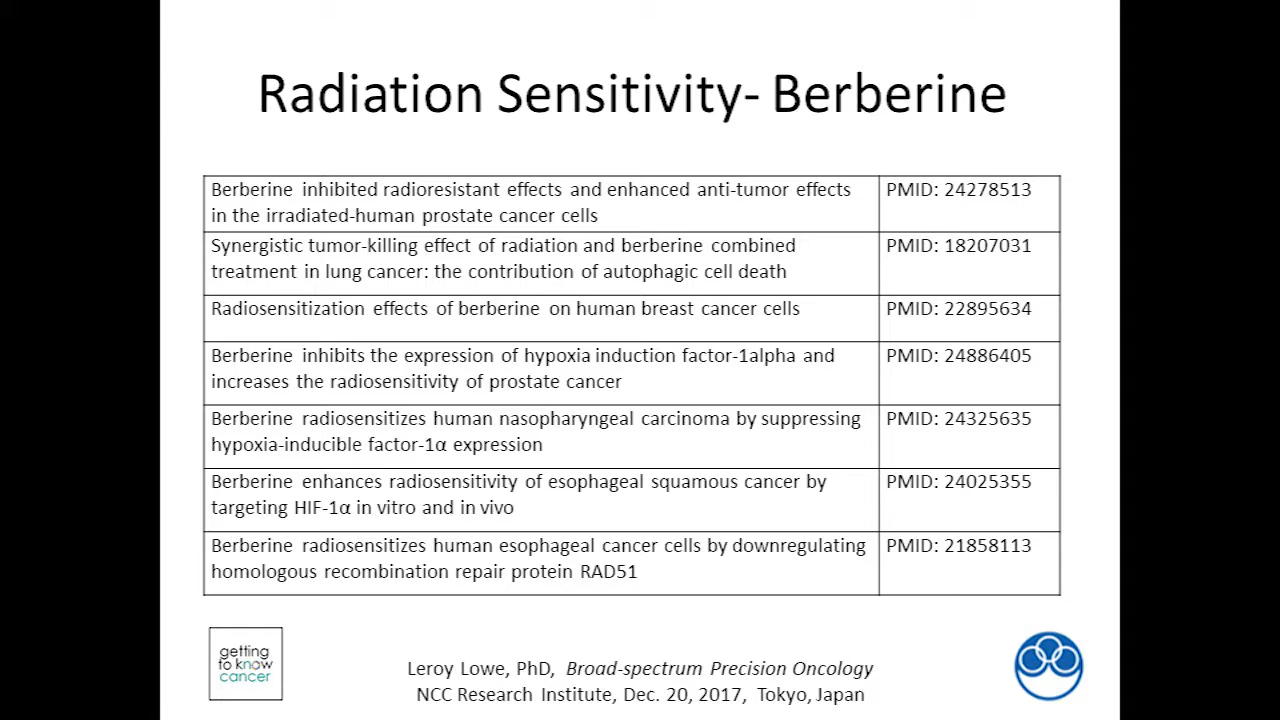 Radiation Sensitivity- Berberine
Berberine inhibited radioresistant effects and enhanced anti-tumor effects
in the irradiated-human prostate cancer cells
PMID: 24278513
Synergistic tumor-killing effect of radiation and berberine combined
treatment in lung cancer: the contribution of autophagic cell death
PMID: 18207031
Radiosensitization effects of berberine on human breast cancer cells
PMID: 22895634
Berberine inhibits the expression of hypoxia induction factor-1alpha and
increases the radiosensitivity of prostate cancer
PMID: 24886405
Berberine radiosensitizes human nasopharyngeal carcinoma by suppressing
hypoxia-inducible factor-1α expression
PMID: 24325635
Berberine enhances radiosensitivity of esophageal squamous cancer by
targeting HIF-1α in vitro and in vivo
PMID: 24025355
Berberine radiosensitizes human esophageal cancer cells by downregulating
homologous recombination repair protein RAD51
PMID: 21858113
getting
to know
cancer
Leroy Lowe, PhD, Broad-spectrum Precision Oncology
NCC Research Institute, Dec. 20, 2017, Tokyo, Japan